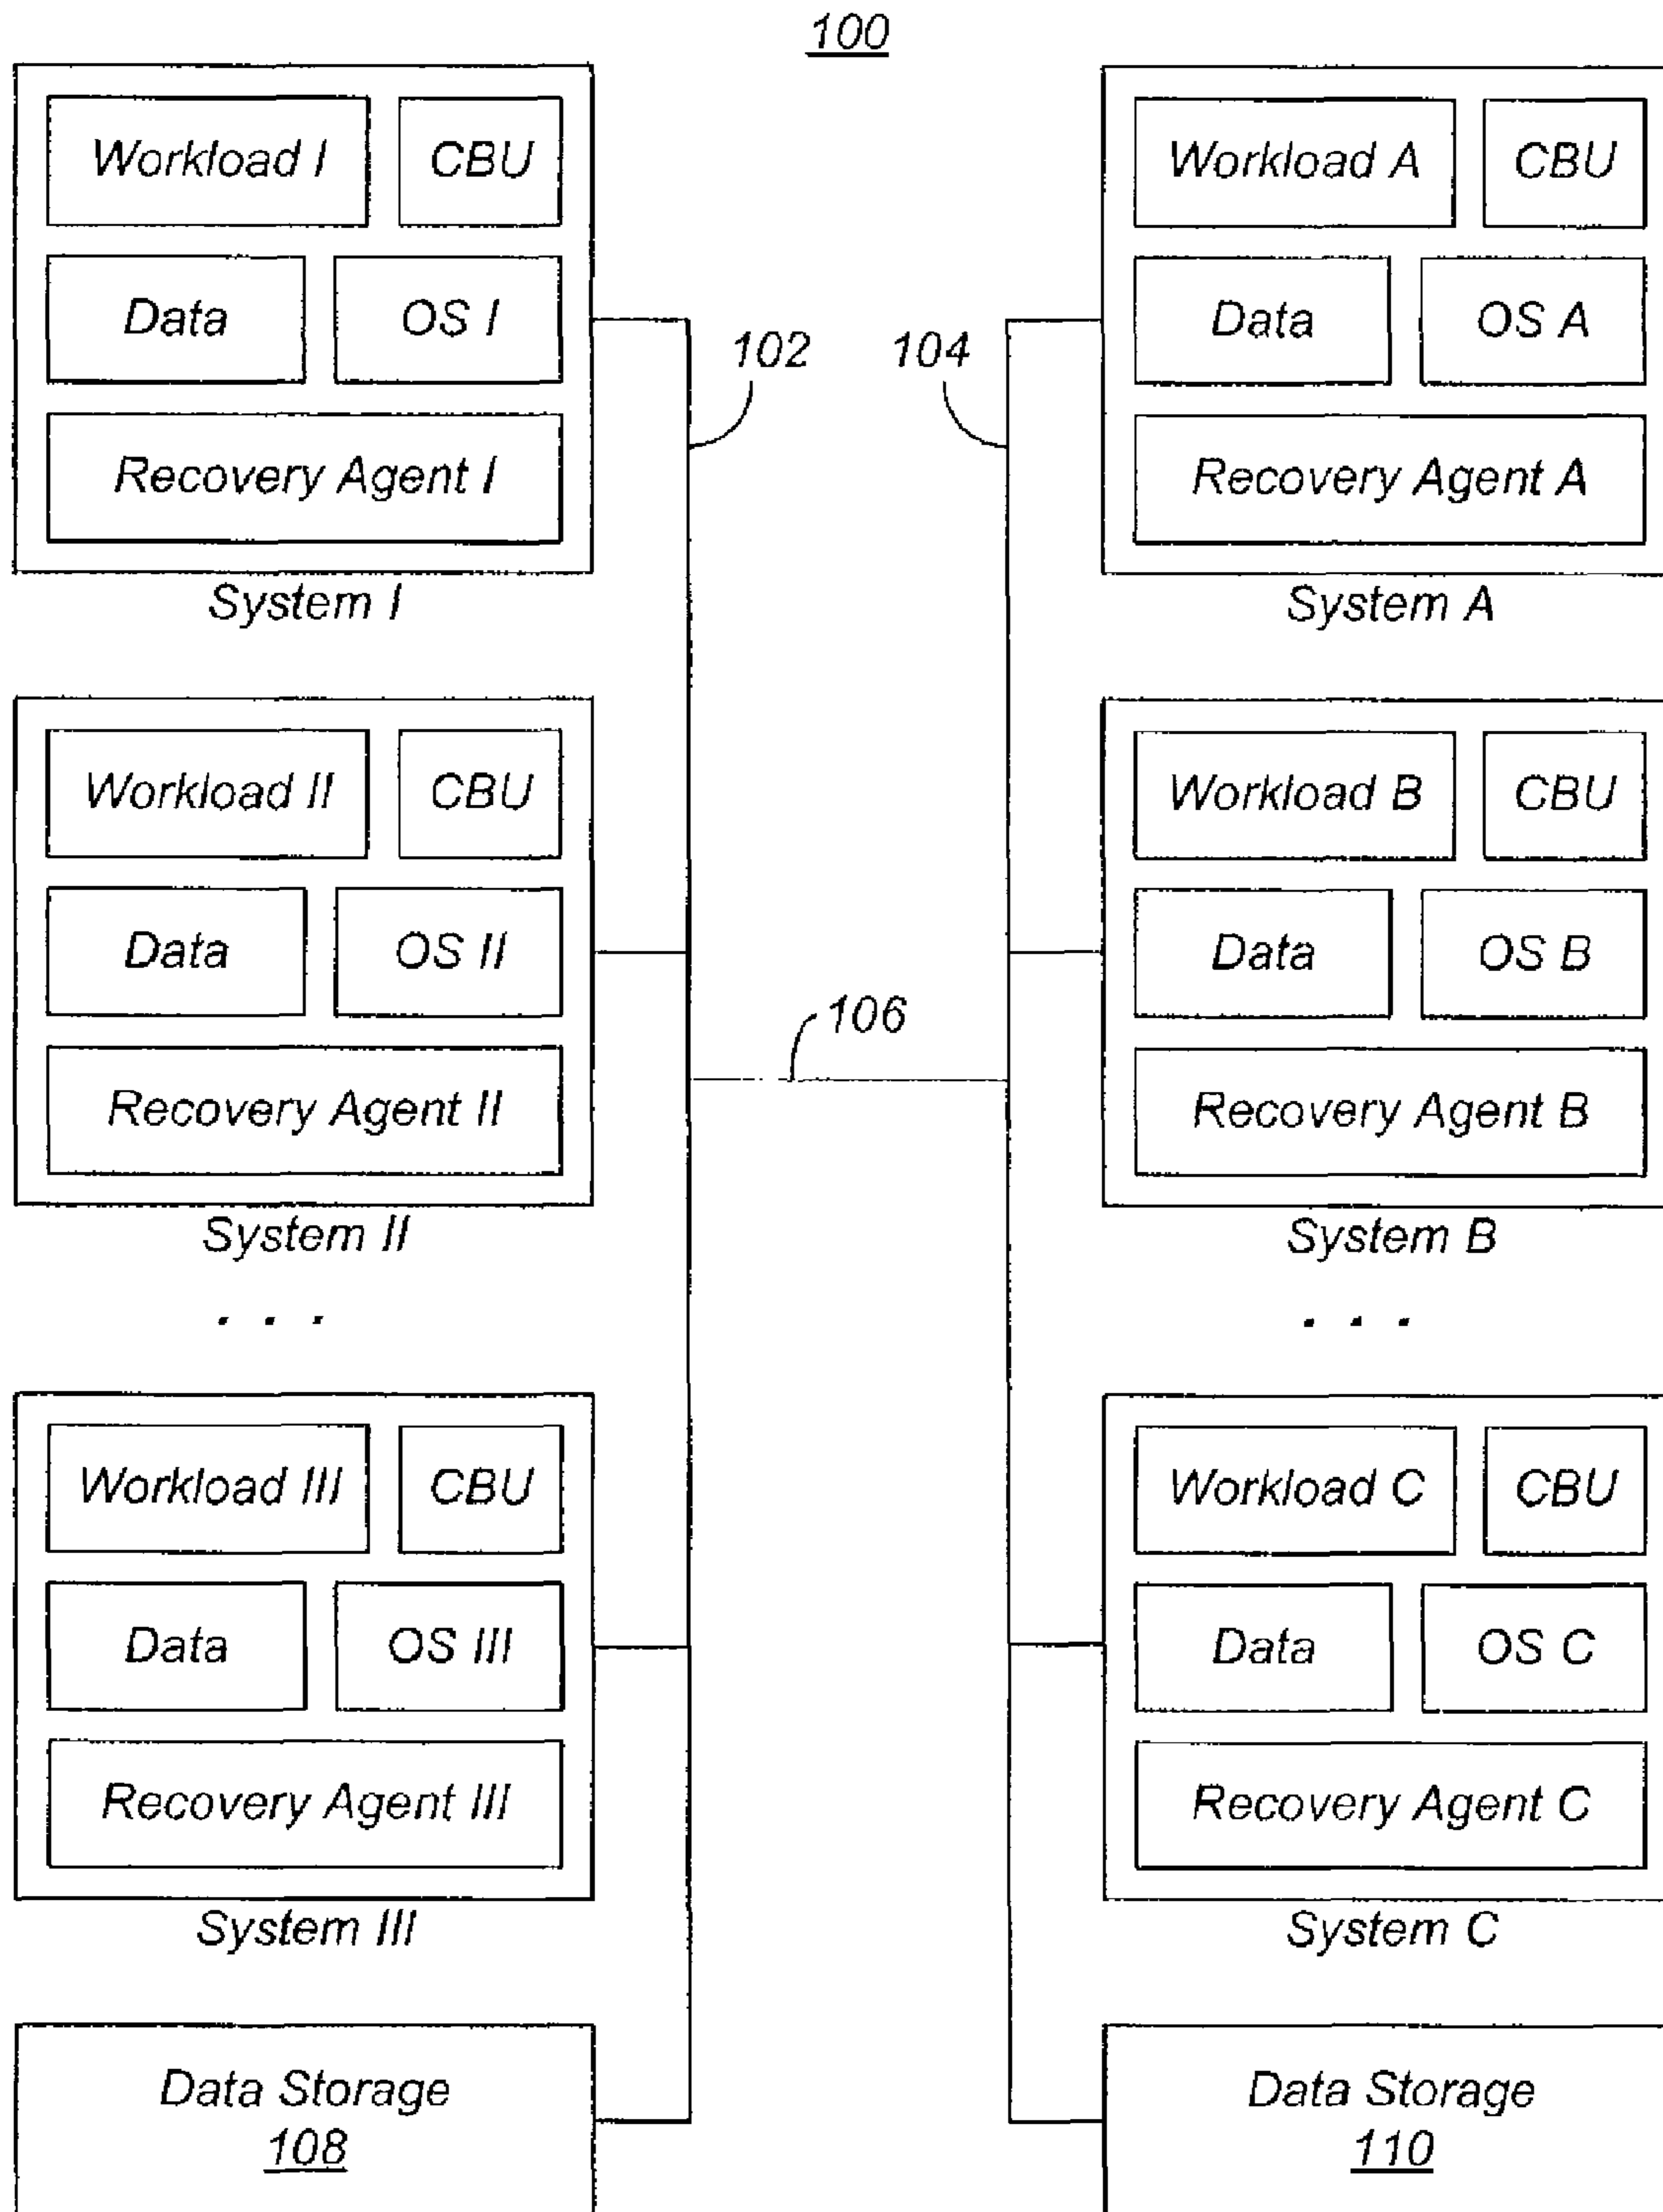 100
Workload I
CBU
Data
OS I
Recovery Agent I
System I
Workload A
CBU
Data
OS A
Recovery Agent A
System A
102
104
Workload II
CBU
Data
OS II
Recovery Agent II
System II
Workload B
CBU
Data
OS B
Recovery Agent B
System B
106
. . .
. . .
Workload III
CBU
Data
OS III
Recovery Agent III
System III
Workload C
CBU
Data
OS C
Recovery Agent C
System C
Data Storage
108
Data Storage
110